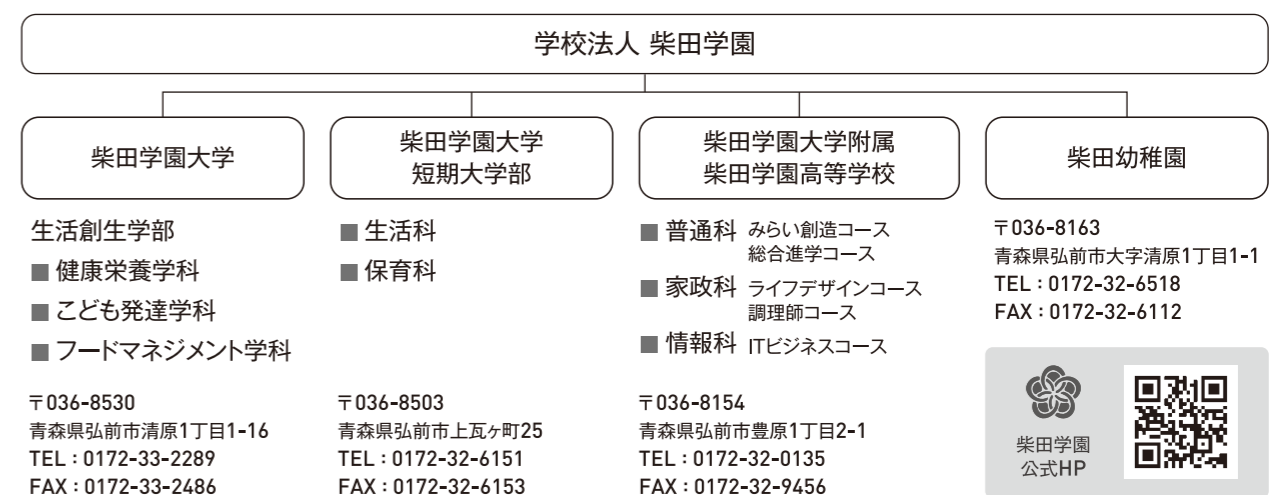 学校法人 柴田学園
柴田学園大学
生活創生学部
■ 健康栄養学科
■ こども発達学科
■ フードマネジメント学科
〒036-8530
青森県弘前市清原1丁目1-16
TEL：0172-33-2289
FAX：0172-33-2486
柴田学園大学
短期大学部
■ 生活科
■ 保育科
〒036-8503
青森県弘前市上瓦ヶ町25
TEL：0172-32-6151
FAX：0172-32-6153
柴田学園大学附属
柴田学園高等学校
■ 普通科 みらい創造コース
総合進学コース
■ 家政科 ライフデザインコース
調理師コース
■ 情報科 ITビジネスコース
〒036-8154
青森県弘前市豊原1丁目2-1
TEL：0172-32-0135
FAX：0172-32-9456
柴田幼稚園
〒036-8163
青森県弘前市大字清原1丁目1-1
TEL：0172-32-6518
FAX：0172-32-6112
柴田学園
公式HP